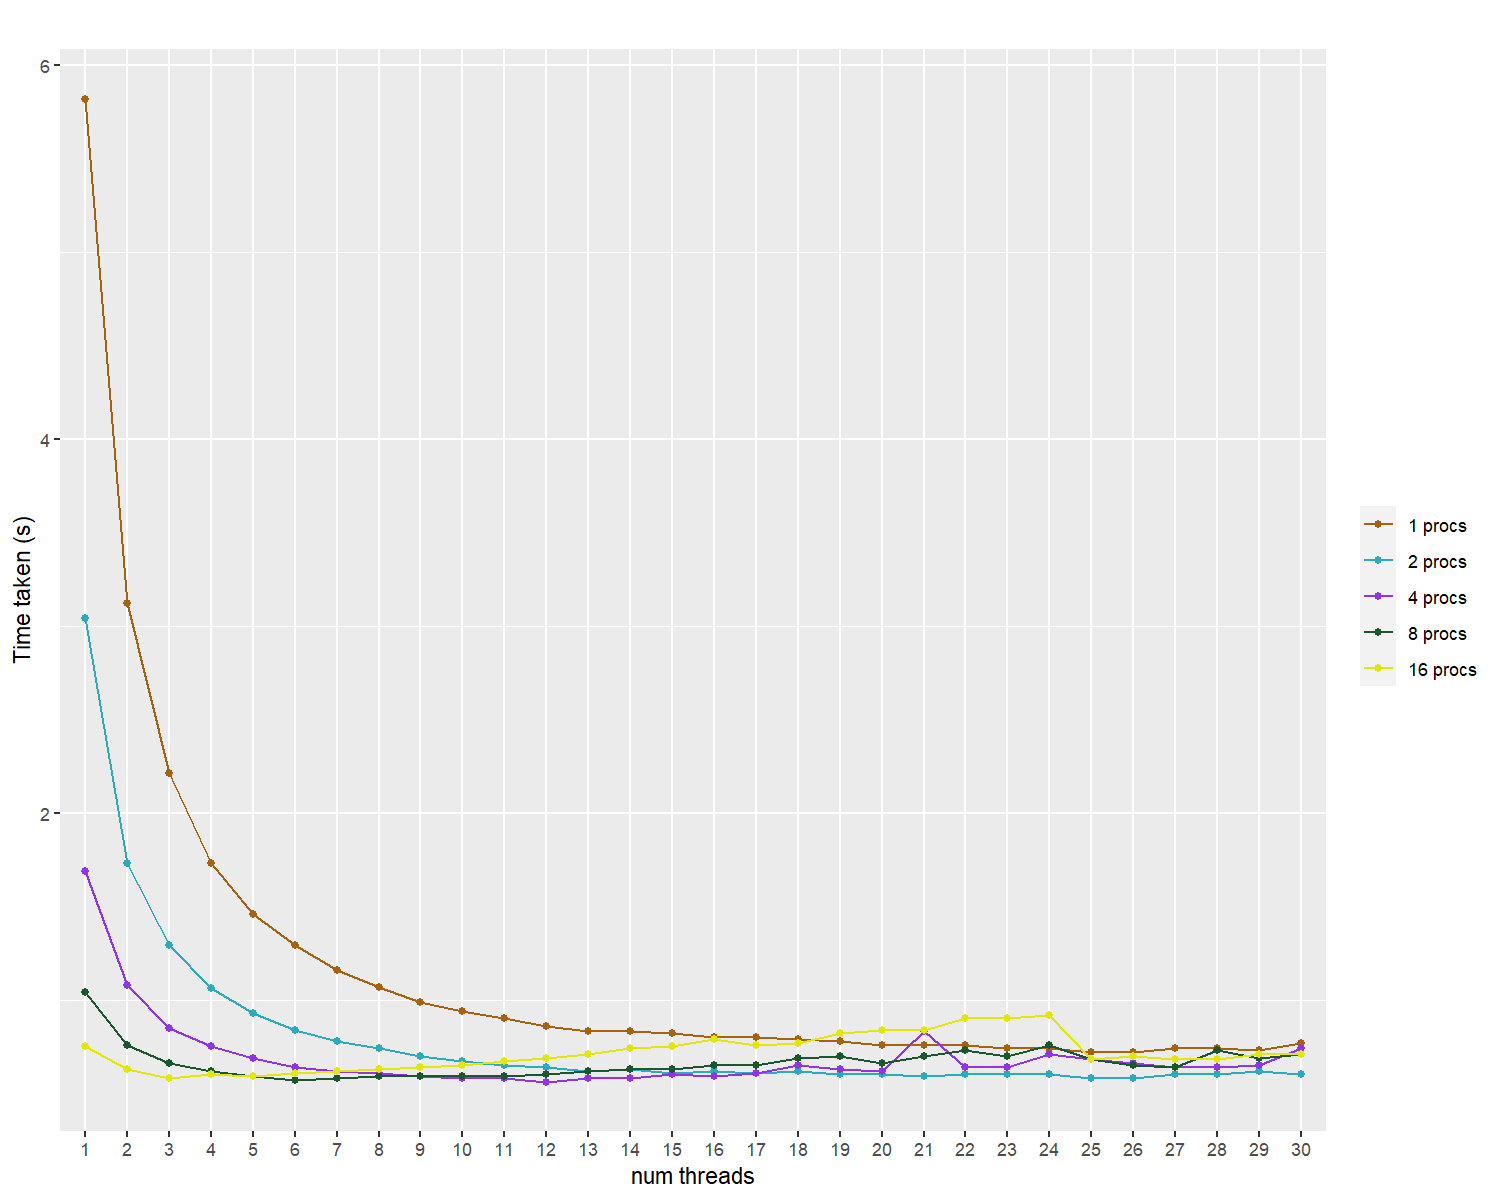 Time taken (s)
6
4
2
1 2 3 4 5 6 7 8 9 10 11 12 13 14 15 16 17 18 19 20 21 22 23 24 25 26 27 28 29 30
num threads
1 procs
2 procs
4 procs
8 procs
16 procs